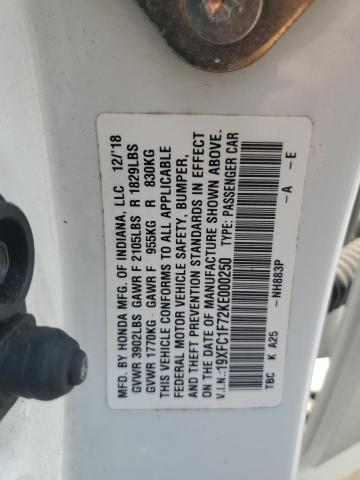 MFD. BY HONDA MFG. OF INDIANA, LLC 12/'18
GVWR 3902LBS GAWR F 2105LBS R 1829LBS
GVWR 1770KG- GAWR F 955KG R 830KG
THIS VEHICLE CONFORMS TO ALL APPLICABLE
FEDERAL MOTOR VEHICLE SAFETY, BUMPER,
AND THEFT PREVENTION STANDARDS IN EFFECT
ON THE DATE OF MANUFACTURE SHOWN ABOVE.
V.I.N.:19XFC1F72KE000250 TYPE: PASSENGER CAR
-NH883P -A -E
TBC K A25